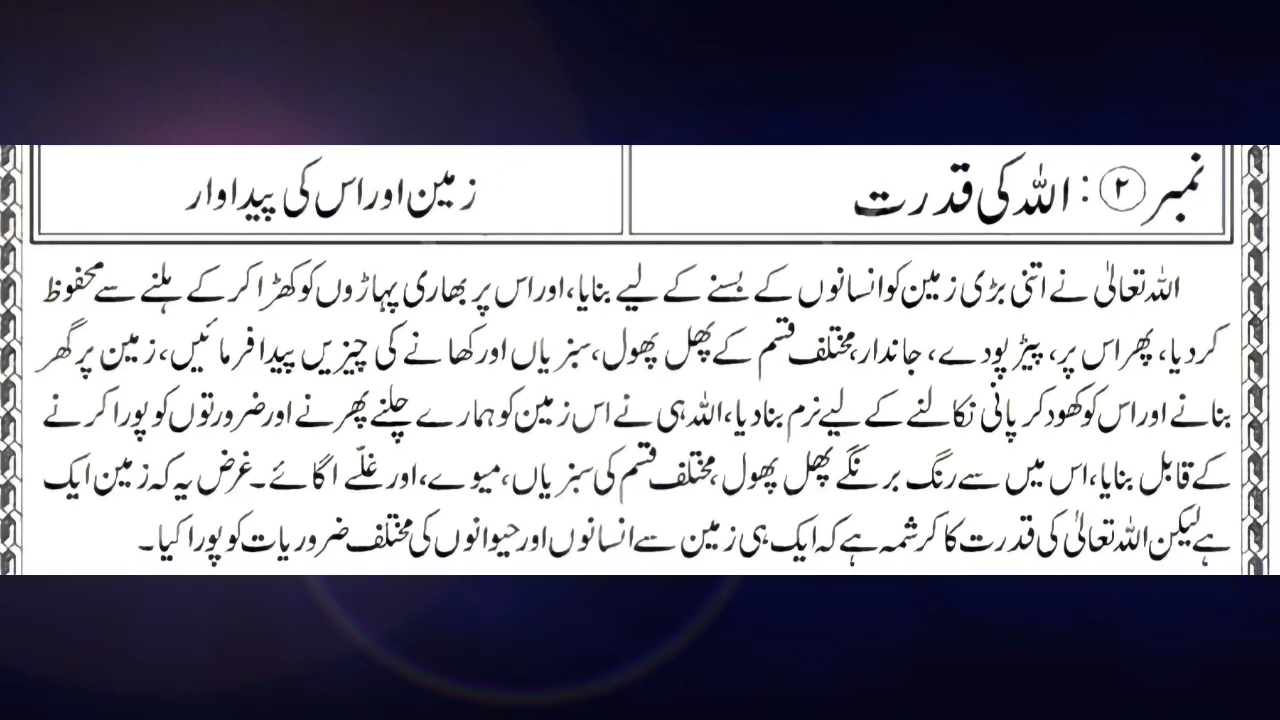 نمبر ۲ : اللہ کی قدرت
زمین اور اس کی پیداوار
اللہ تعالیٰ نے اتنی بڑی زمین کو انسانوں کے بسنے کے لیے بنایا، اور اس پر بھاری پہاڑوں کو کھڑا کر کے ہلنے سے محفوظ
کر دیا، پھر اس پر، پیڑ پودے، جاندار، مختلف قسم کے پھل پھول، سبزیاں اور کھانے کی چیزیں پیدا فرمائیں، زمین پر گھر
بنانے اور اس کو کھود کر پانی نکالنے کے لیے نرم بنا دیا، اللہ ہی نے اس زمین کو ہمارے چلنے پھرنے اور ضرورتوں کو پورا کرنے
کے قابل بنایا، اس میں سے رنگ برنگے پھل پھول، مختلف قسم کی سبزیاں، میوے، اور غلّے اگائے۔ غرض یہ کہ زمین ایک
ہے لیکن اللہ تعالیٰ کی قدرت کا کرشمہ ہے کہ ایک ہی زمین سے انسانوں اور حیوانوں کی مختلف ضروریات کو پورا کیا۔